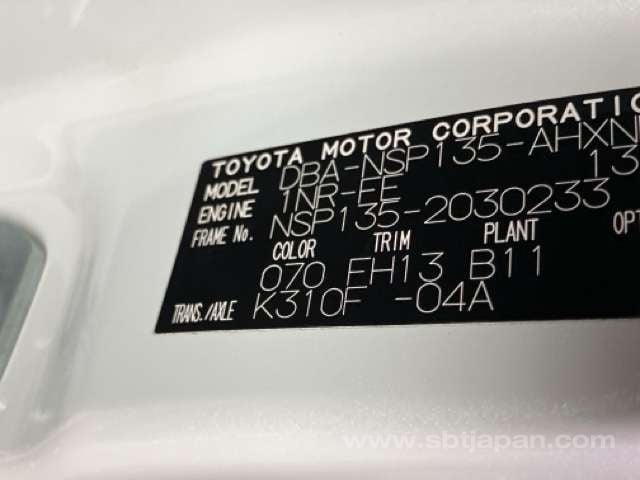 TOYOTA MOTOR CORPORATIO
MODEL DBA-NSP135-AHXN
ENGINE 1NR-FE 13
FRAME No. NSP135-2030233
COLOR TRIM PLANT OPT
070 EH13 B11
TRANS./AXLE K310F -04A
www.sbtjapan.com